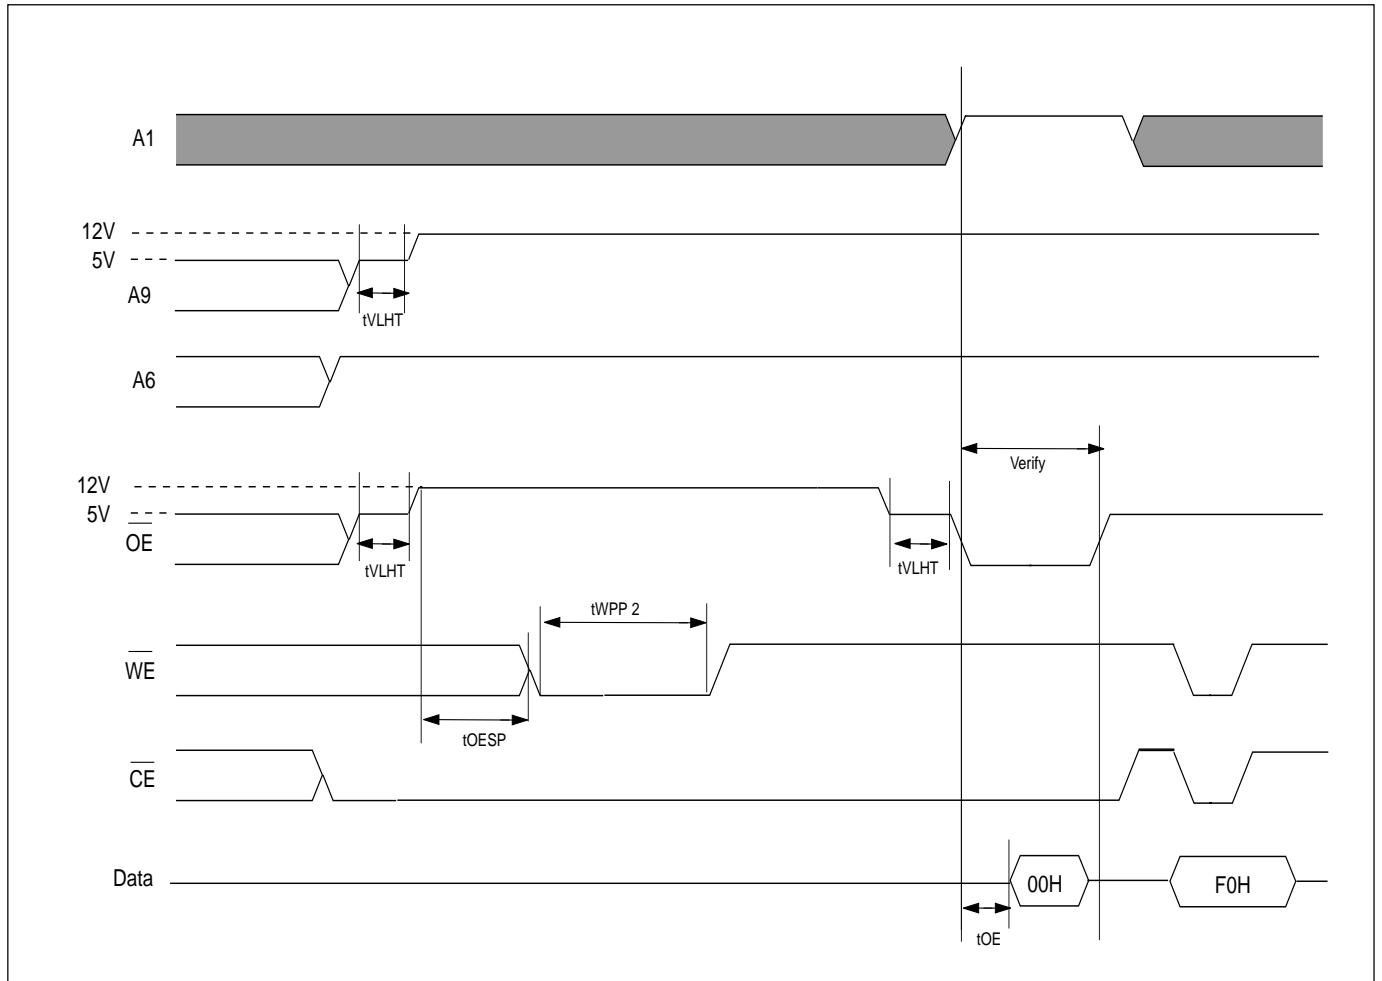 A1
12V
5V
A9
tVLHT
A6
Verify
12V
5V
OE
tVLHT
tVLHT
tWPP 2
WE
tOESP
CE
Data
00H
F0H
tOE